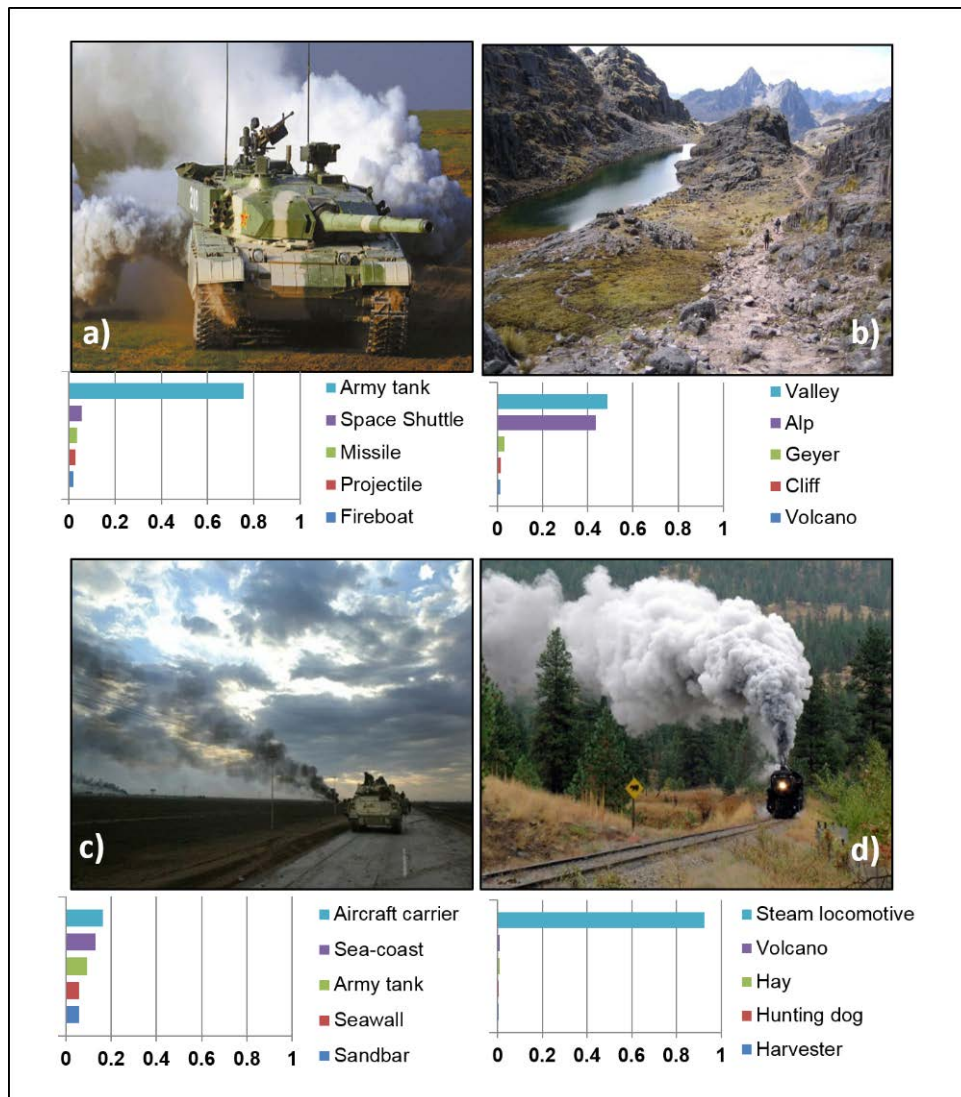 a)
b)
Army tank
Space Shuttle
Missile
Projectile
Fireboat
0 0.2 0.4 0.6 0.8 1
Valley
Alp
Geyer
Cliff
Volcano
0 0.2 0.4 0.6 0.8 1
c)
d)
Aircraft carrier
Sea-coast
Army tank
Seawall
Sandbar
0 0.2 0.4 0.6 0.8 1
Steam locomotive
Volcano
Hay
Hunting dog
Harvester
0 0.2 0.4 0.6 0.8 1